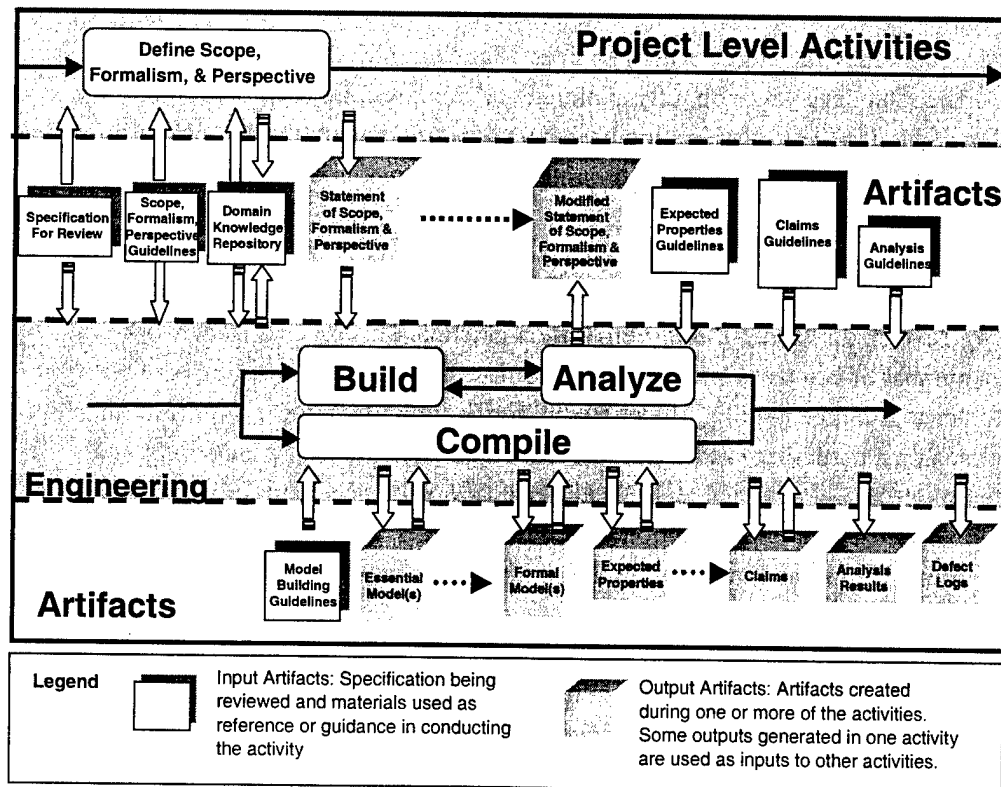 Define Scope,
Formalism, & Perspective
Project Level Activities
Specification
For Review
Scope,
Formalism,
Perspective
Guidelines
Domain
Knowledge
Repository
Statement
of Scope,
Formalism &
Perspective
Modified
Statement
of Scope,
Formalism &
Perspective
Expected
Properties
Guidelines
Claims
Guidelines
Artifacts
Analysis
Guidelines
Build
Analyze
Compile
Engineering
Model
Building
Guidelines
Essential
Model(s)
Formal
Model(s)
Expected
Properties
Claims
Analysis
Results
Defect
Logs
Artifacts
Legend
Input Artifacts: Specification being
reviewed and materials used as
reference or guidance in conducting
the activity
Output Artifacts: Artifacts created
during one or more of the activities.
Some outputs generated in one activity
are used as inputs to other activities.